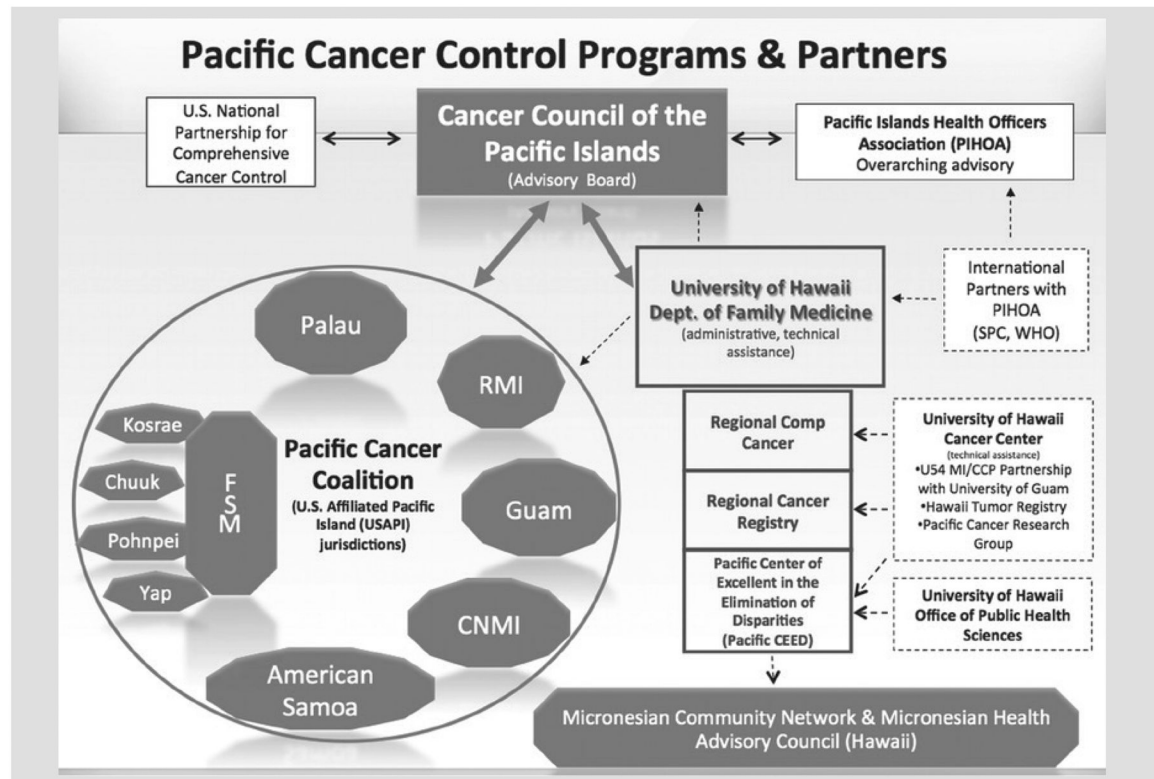 Pacific Cancer Control Programs & Partners
U.S. National
Partnership for
Comprehensive
Cancer Control
Cancer Council of the
Pacific Islands
(Advisory Board)
Pacific Islands Health Officers
Association (PIHOA)
Overarching advisory
University of Hawaii
Dept. of Family Medicine
(administrative, technical
assistance)
International
Partners with
PIHOA
(SPC, WHO)
Palau
RMI
Kosrae
Chuuk
Pohnpei
Yap
F
S
M
Pacific Cancer
Coalition
(U.S. Affiliated Pacific
Island (USAPI)
jurisdictions)
Guam
CNMI
American
Samoa
Regional Comp
Cancer
Regional Cancer
Registry
Pacific Center of
Excellent in the
Elimination of
Disparities
(Pacific CEED)
University of Hawaii
Cancer Center
(technical assistance)
•U54 MI/CCP Partnership
with University of Guam
•Hawaii Tumor Registry
•Pacific Cancer Research
Group
University of Hawaii
Office of Public Health
Sciences
Micronesian Community Network & Micronesian Health
Advisory Council (Hawaii)